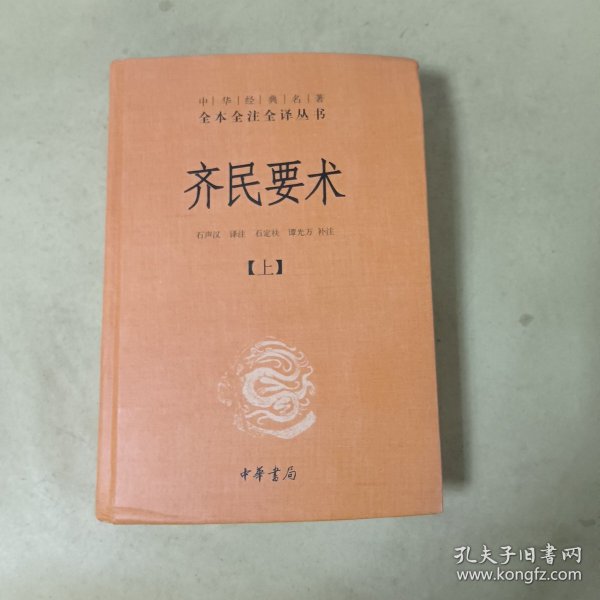 中|华|经|典|名|著
全本全注全译丛书
齐民要术
石声汉 译注 石定扶 谭光万 补注
【上】
中華書局
孔夫子旧书网
www.kongfz.com